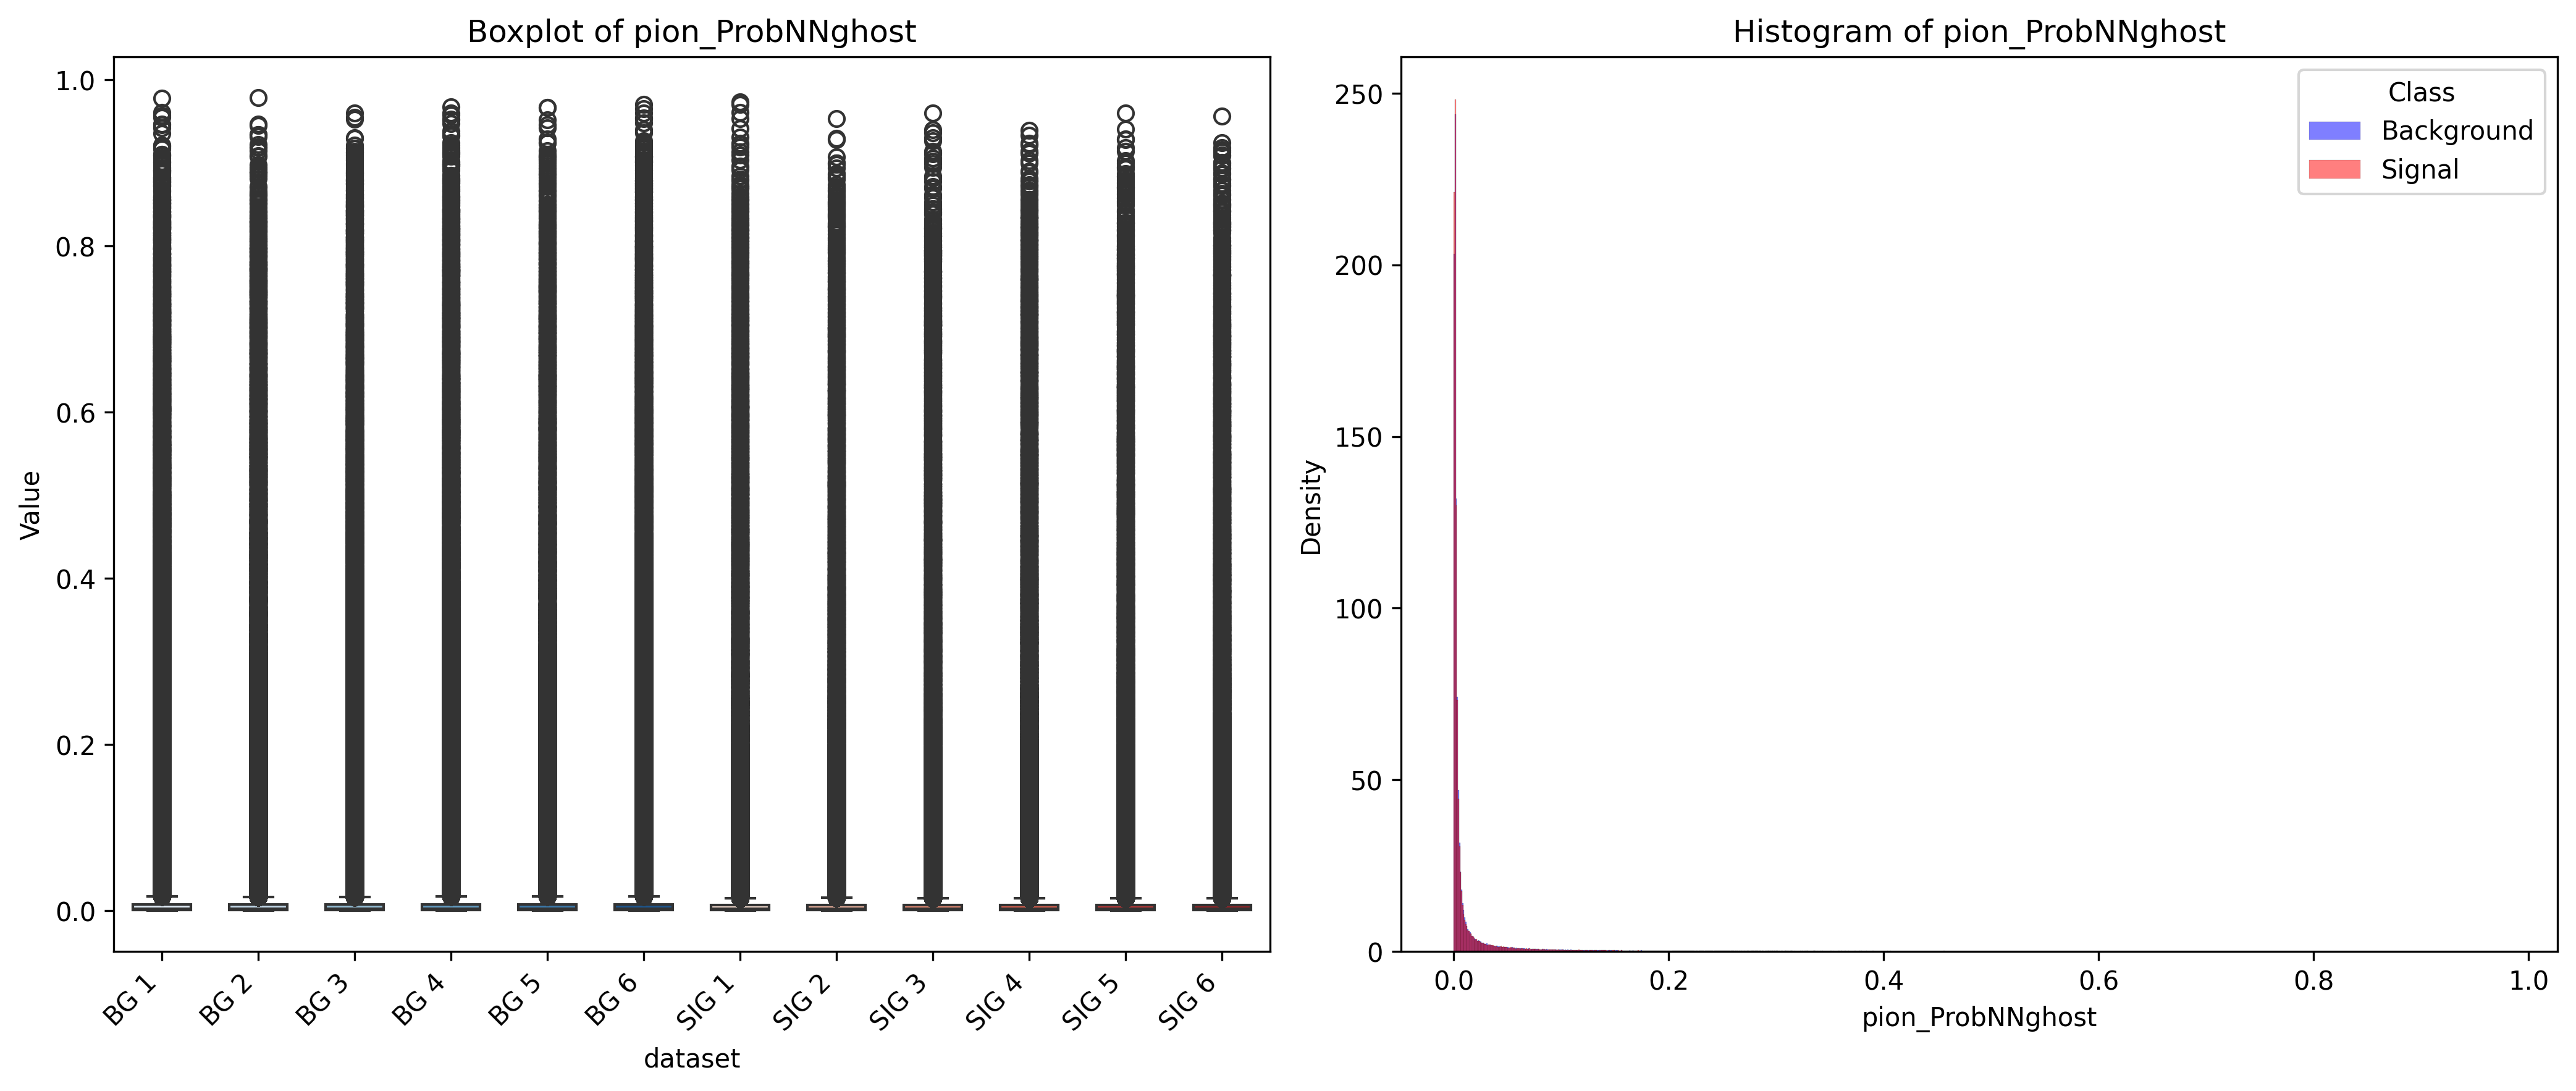 Boxplot of pion_ProbNNghost
Value
1.0
0.8
0.6
0.4
0.2
0.0
BG 1
BG 2
BG 3
BG 4
BG 5
BG 6
SIG 1
SIG 2
SIG 3
SIG 4
SIG 5
SIG 6
dataset
Histogram of pion_ProbNNghost
Class
Background
Signal
Density
250
200
150
100
50
0
0.0
0.2
0.4
0.6
0.8
1.0
pion_ProbNNghost